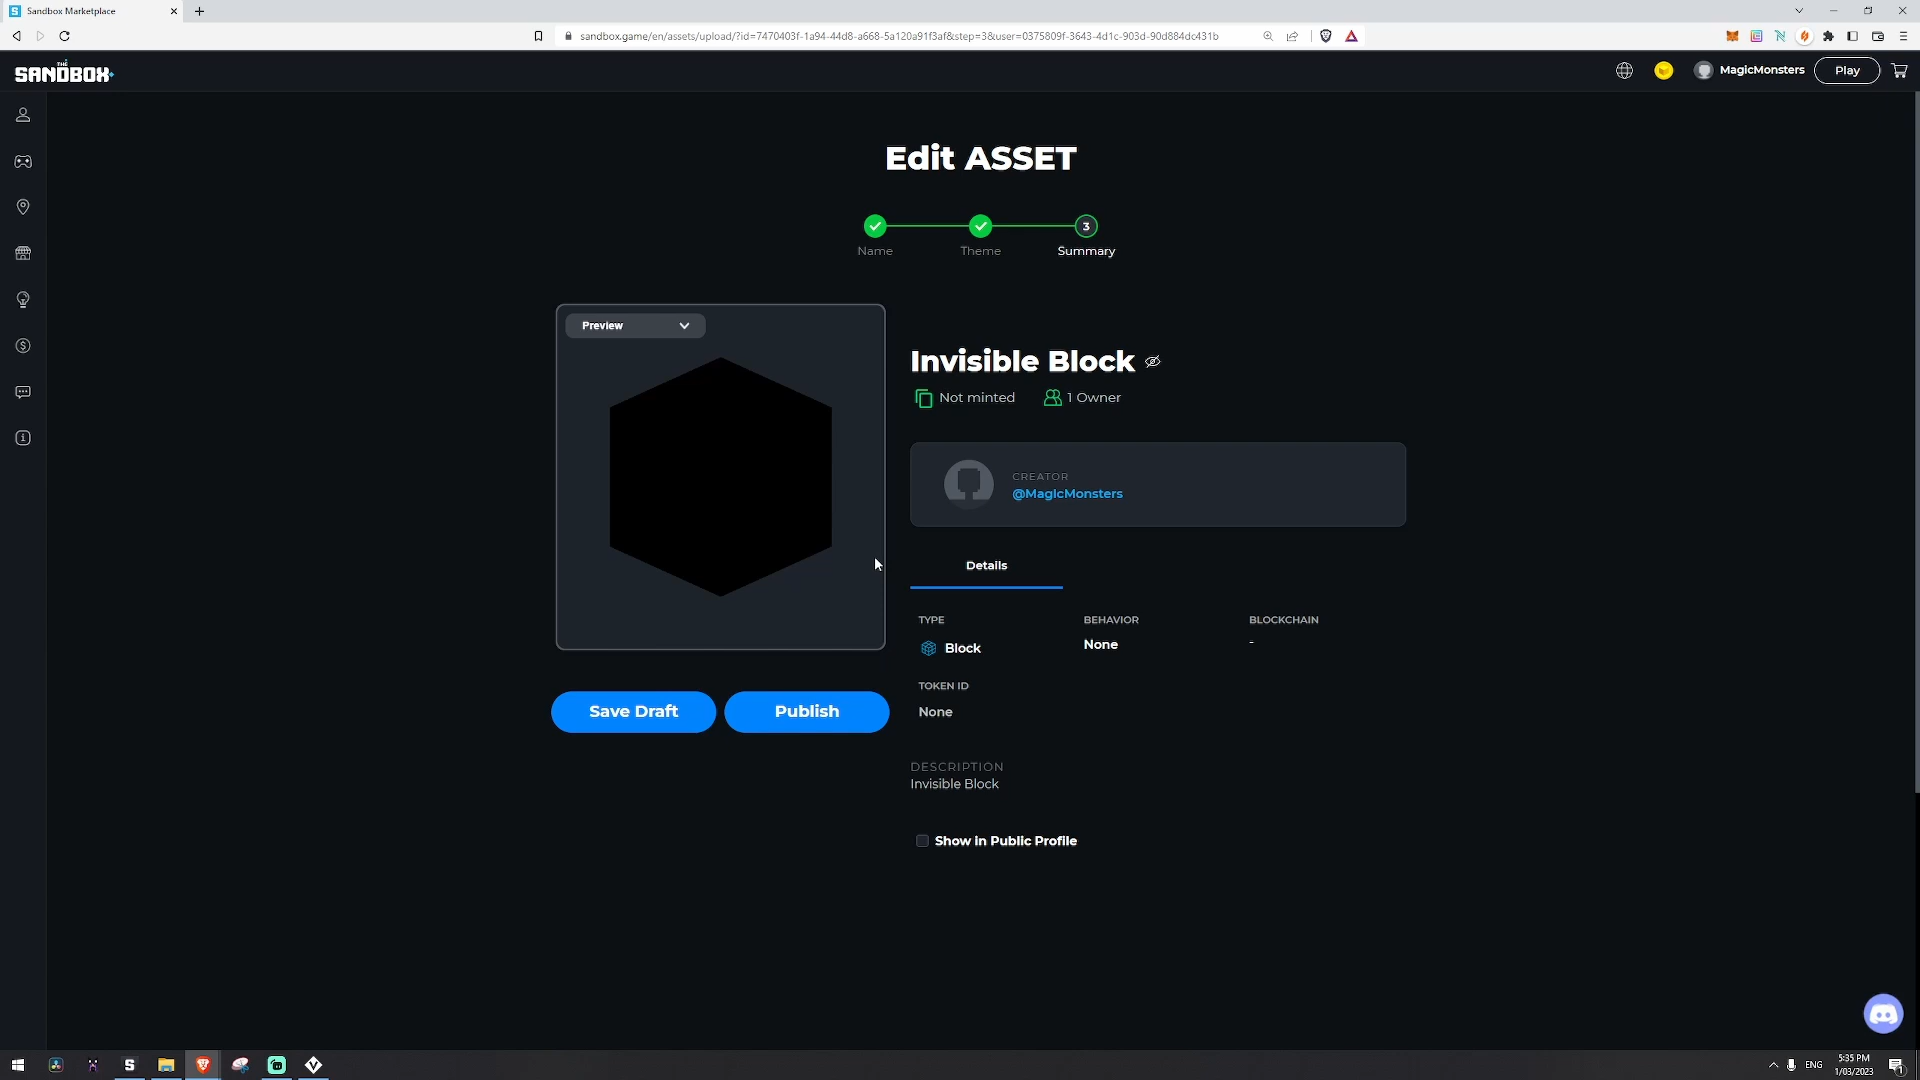 Sandbox Marketplace
sandbox.game/en/assets/upload/?id=7470403f-1a94-44d8-a668-5a120a91f3af&step=3&user=0375809f-3643-4d1c-903d-90d884dc431b
THE SANDBOX
MagicMonsters
Play
Edit ASSET
3
Name
Theme
Summary
Preview
Invisible Block
Not minted
1 Owner
CREATOR
@MagicMonsters
Details
TYPE
BEHAVIOR
BLOCKCHAIN
Block
None
-
TOKEN ID
None
Save Draft
Publish
DESCRIPTION
Invisible Block
Show in Public Profile
ENG
5:35 PM
1/03/2023
1